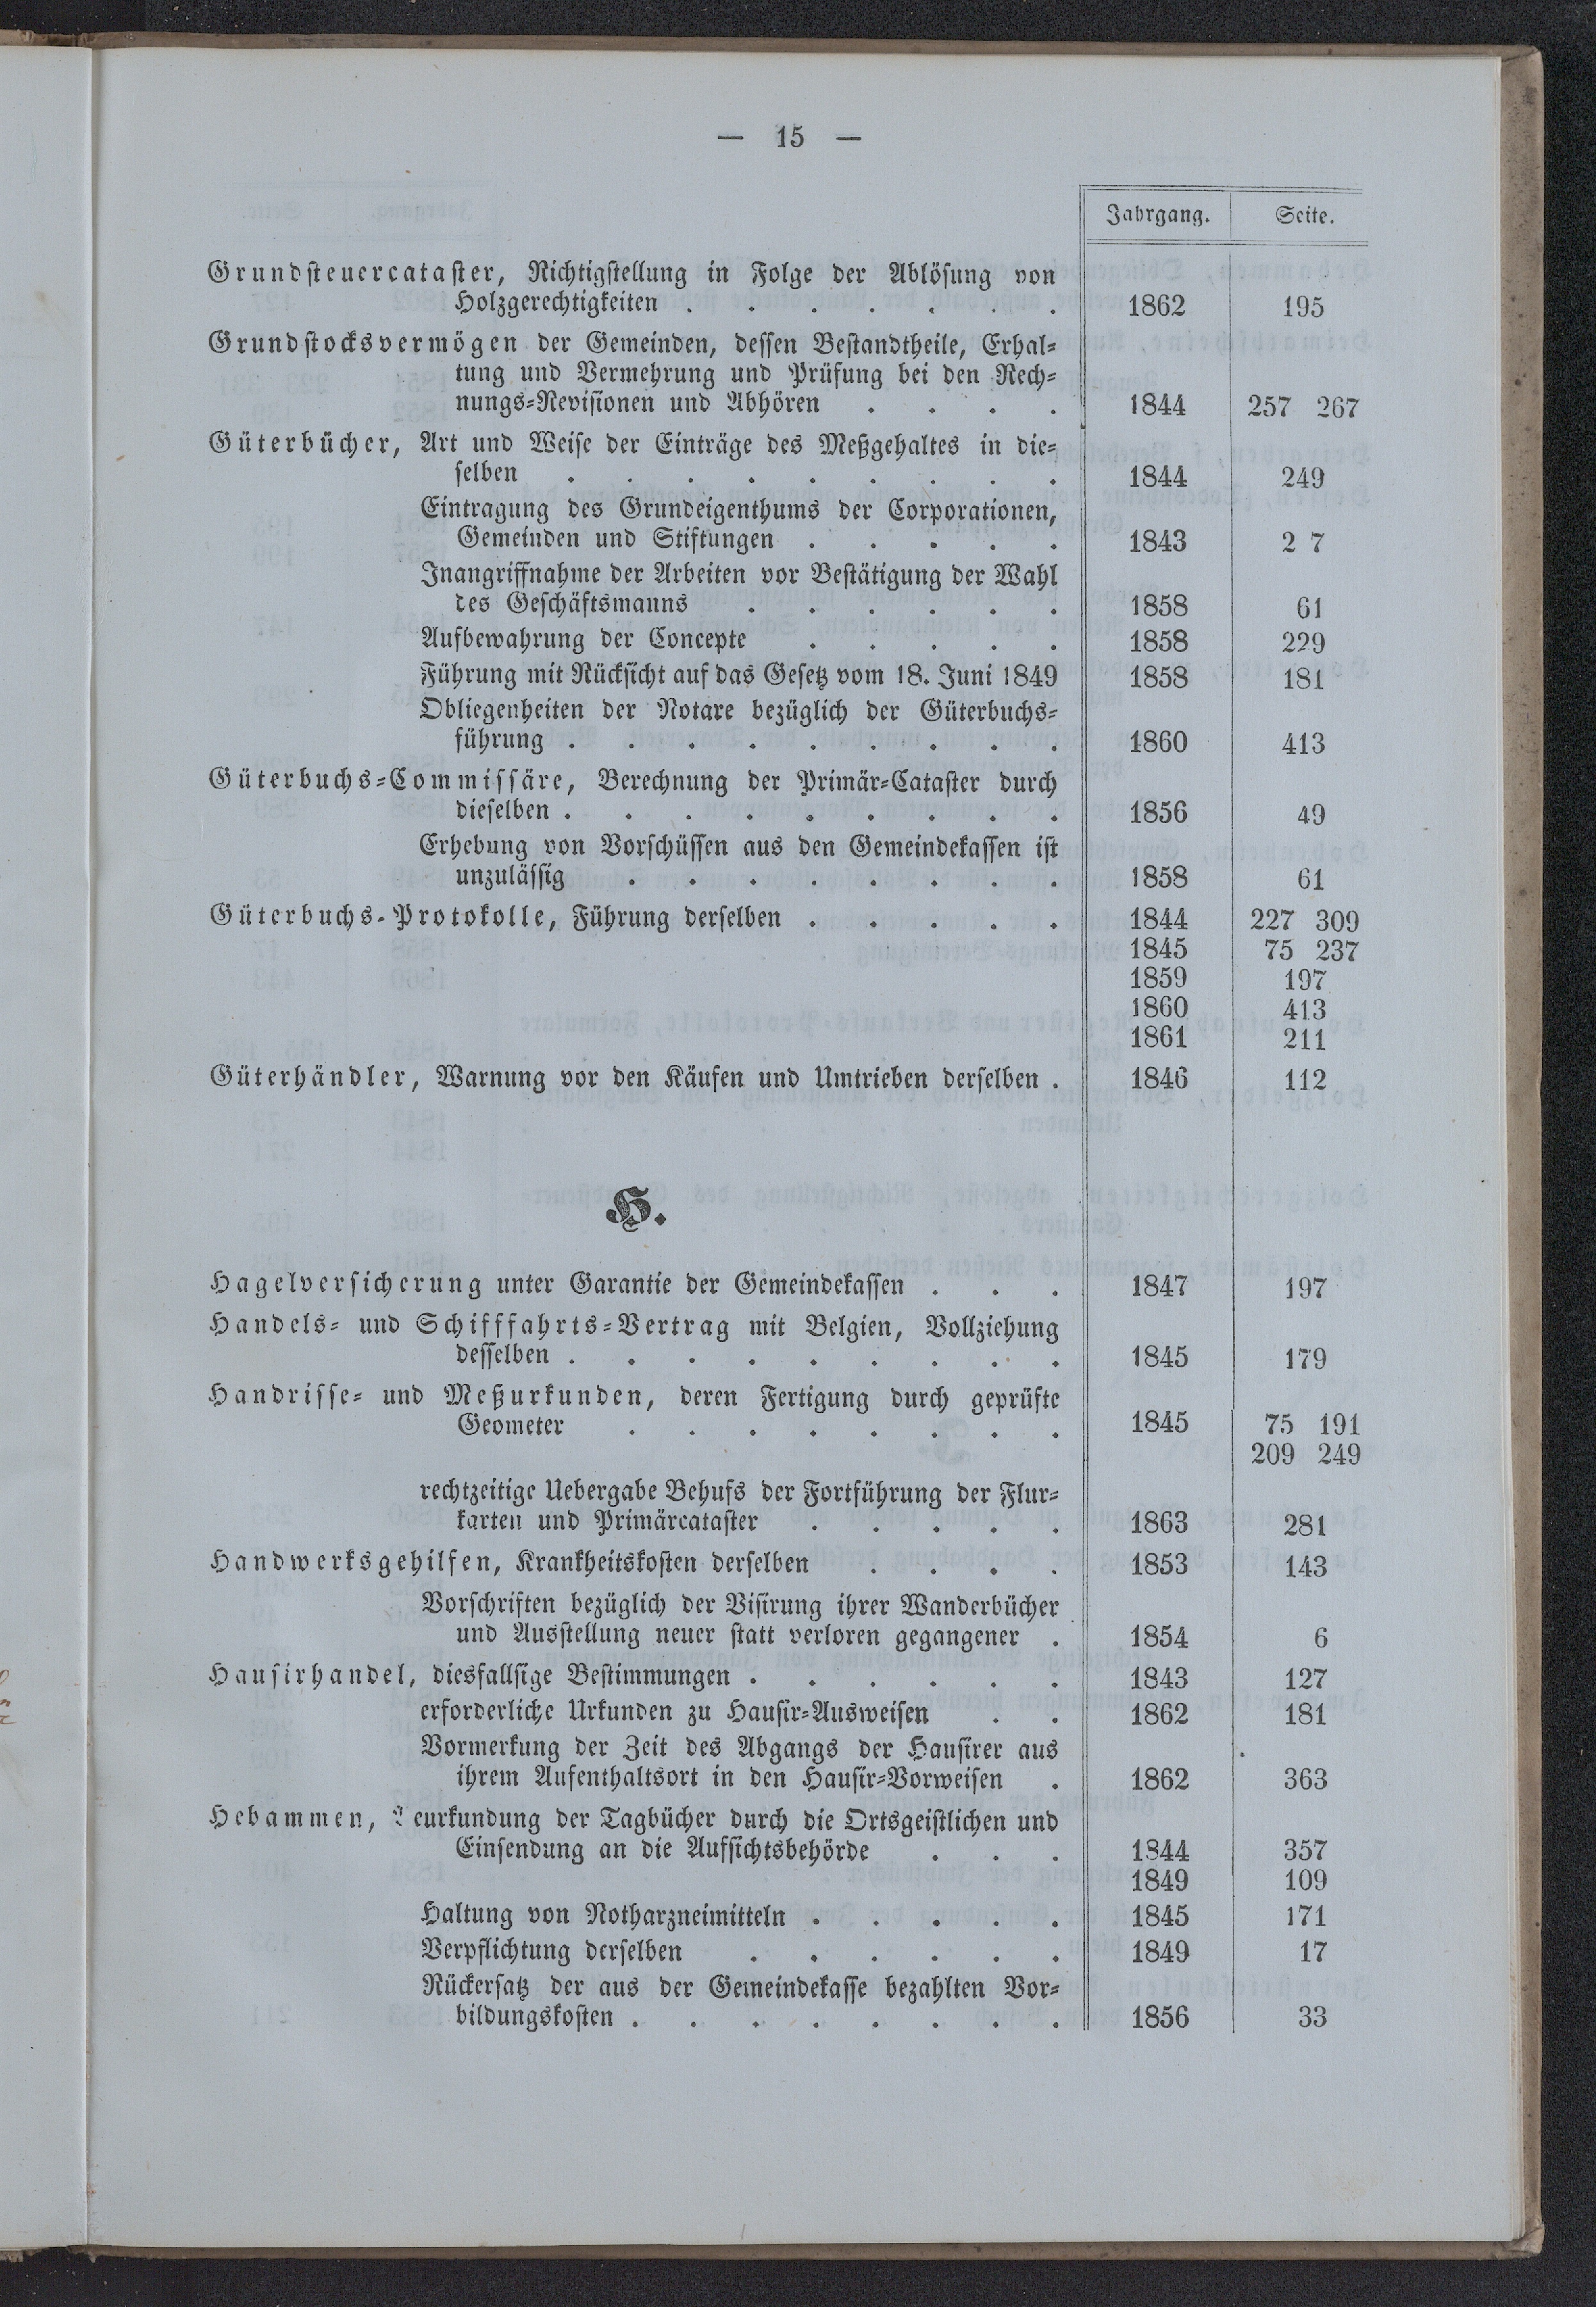 — 15 —
Jahrgang. Seite.
Grundsteuercataster, Richtigstellung in Folge der Ablösung von
Holzgerechtigkeiten . . . . . . . 1862 195
Grundstocksvermögen der Gemeinden, dessen Bestandtheile, Erhal-
tung und Vermehrung und Prüfung bei den Rech-
nungs-Revisionen und Abhören . . . . 1844 257 267
Güterbücher, Art und Weise der Einträge des Meßgehaltes in die-
selben . . . . . . . . . 1844 249
Eintragung des Grundeigenthums der Corporationen,
Gemeinden und Stiftungen . . . . . 1843 2 7
Inangriffnahme der Arbeiten vor Bestätigung der Wahl
des Geschäftsmanns . . . . . . 1858 61
Aufbewahrung der Concepte . . . . . 1858 229
Führung mit Rücksicht auf das Gesetz vom 18. Juni 1849 1858 181
Obliegenheiten der Notare bezüglich der Güterbuchs-
führung . . . . . . . . . 1860 413
Güterbuchs-Commissäre, Berechnung der Primär-Cataster durch
dieselben . . . . . . . . . 1856 49
Erhebung von Vorschüssen aus den Gemeindekassen ist
unzulässig . . . . . . . . 1858 61
Güterbuchs-Protokolle, Führung derselben . . . . . 1844 227 309
1845 75 237
1859 197
1860 413
1861 211
Güterhändler, Warnung vor den Käufen und Umtrieben derselben . 1846 112
H.
Hagelversicherung unter Garantie der Gemeindekassen . . . 1847 197
Handels- und Schifffahrts-Vertrag mit Belgien, Vollziehung
desselben . . . . . . . . . 1845 179
Handrisse- und Meßurkunden, deren Fertigung durch geprüfte
Geometer . . . . . . . . 1845 75 191
209 249
rechtzeitige Uebergabe Behufs der Fortführung der Flur-
karten und Primärcataster . . . . . 1863 281
Handwerksgehilfen, Krankheitskosten derselben . . . . 1853 143
Vorschriften bezüglich der Visirung ihrer Wanderbücher
und Ausstellung neuer statt verloren gegangener . 1854 6
Hausirhandel, diesfallsige Bestimmungen . . . . . . 1843 127
erforderliche Urkunden zu Hausir-Ausweisen . . 1862 181
Vormerkung der Zeit des Abgangs der Hausirer aus
ihrem Aufenthaltsort in den Hausir-Vorweisen . 1862 363
Hebammen, Beurkundung der Tagbücher durch die Ortsgeistlichen und
Einsendung an die Aufsichtsbehörde . . . 1844 357
1849 109
Haltung von Notharzneimitteln . . . . . 1845 171
Verpflichtung derselben . . . . . . 1849 17
Rückersatz der aus der Gemeindekasse bezahlten Vor-
bildungskosten . . . . . . . . 1856 33